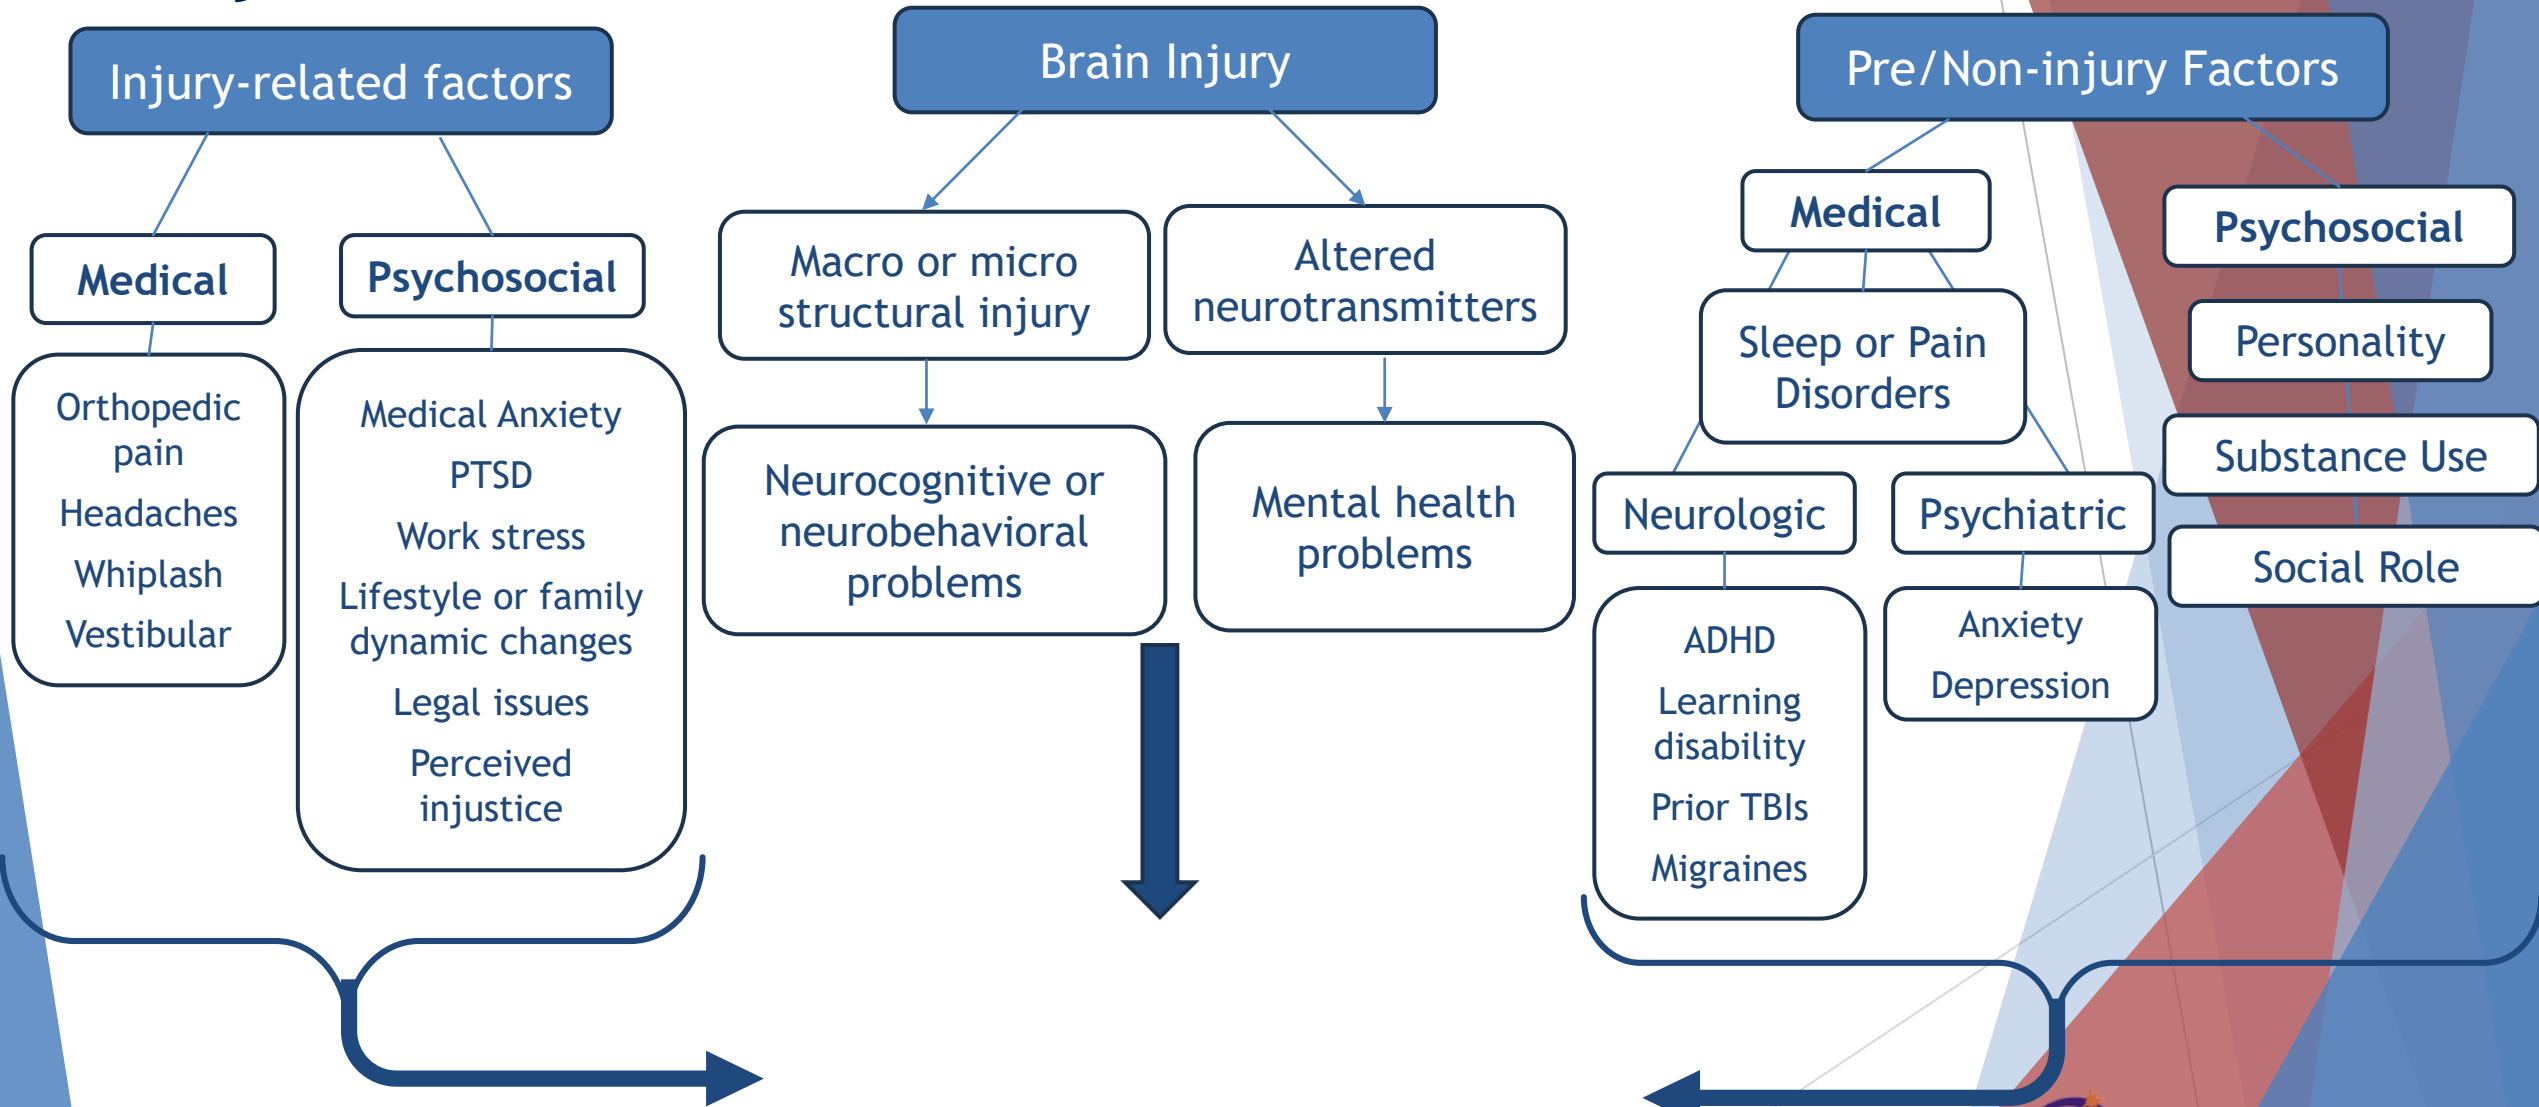 Injury-related factors
Medical
Orthopedic
pain
Headaches
Whiplash
Vestibular
Psychosocial
Medical Anxiety
PTSD
Work stress
Lifestyle or family
dynamic changes
Legal issues
Perceived
injustice
Brain Injury
Macro or micro
structural injury
Neurocognitive or
neurobehavioral
problems
Altered
neurotransmitters
Mental health
problems
Pre/Non-injury Factors
Medical
Sleep or Pain
Disorders
Neurologic
ADHD
Learning
disability
Prior TBIs
Migraines
Psychiatric
Anxiety
Depression
Psychosocial
Personality
Substance Use
Social Role